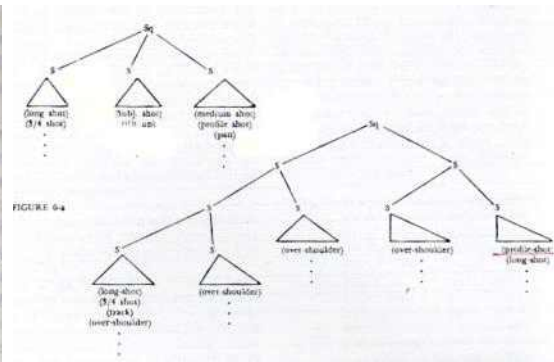 Sq
S S S
(long shot) (Subj. shot) (medium shot)
(3/4 shot) (profile shot)
(pan)
Sq
S S
FIGURE 6-a
S S S S
(over-shoulder) (over-shoulder) (profile-shot)
(long-shot)
S S
(long-shot) (over-shoulder)
(3/4 shot)
(track)
(over-shoulder)